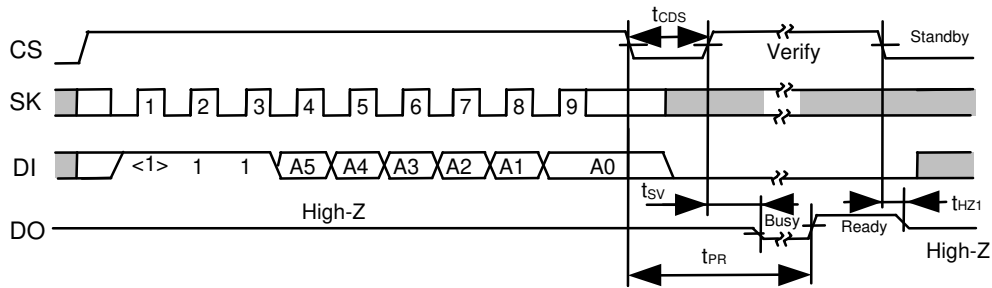 tCDS
CS
Verify
Standby
SK
1 2 3 4 5 6 7 8 9
DI
<1> 1 1 A5 A4 A3 A2 A1 A0
tSV
tHZ1
High-Z
Busy
Ready
DO
High-Z
tPR